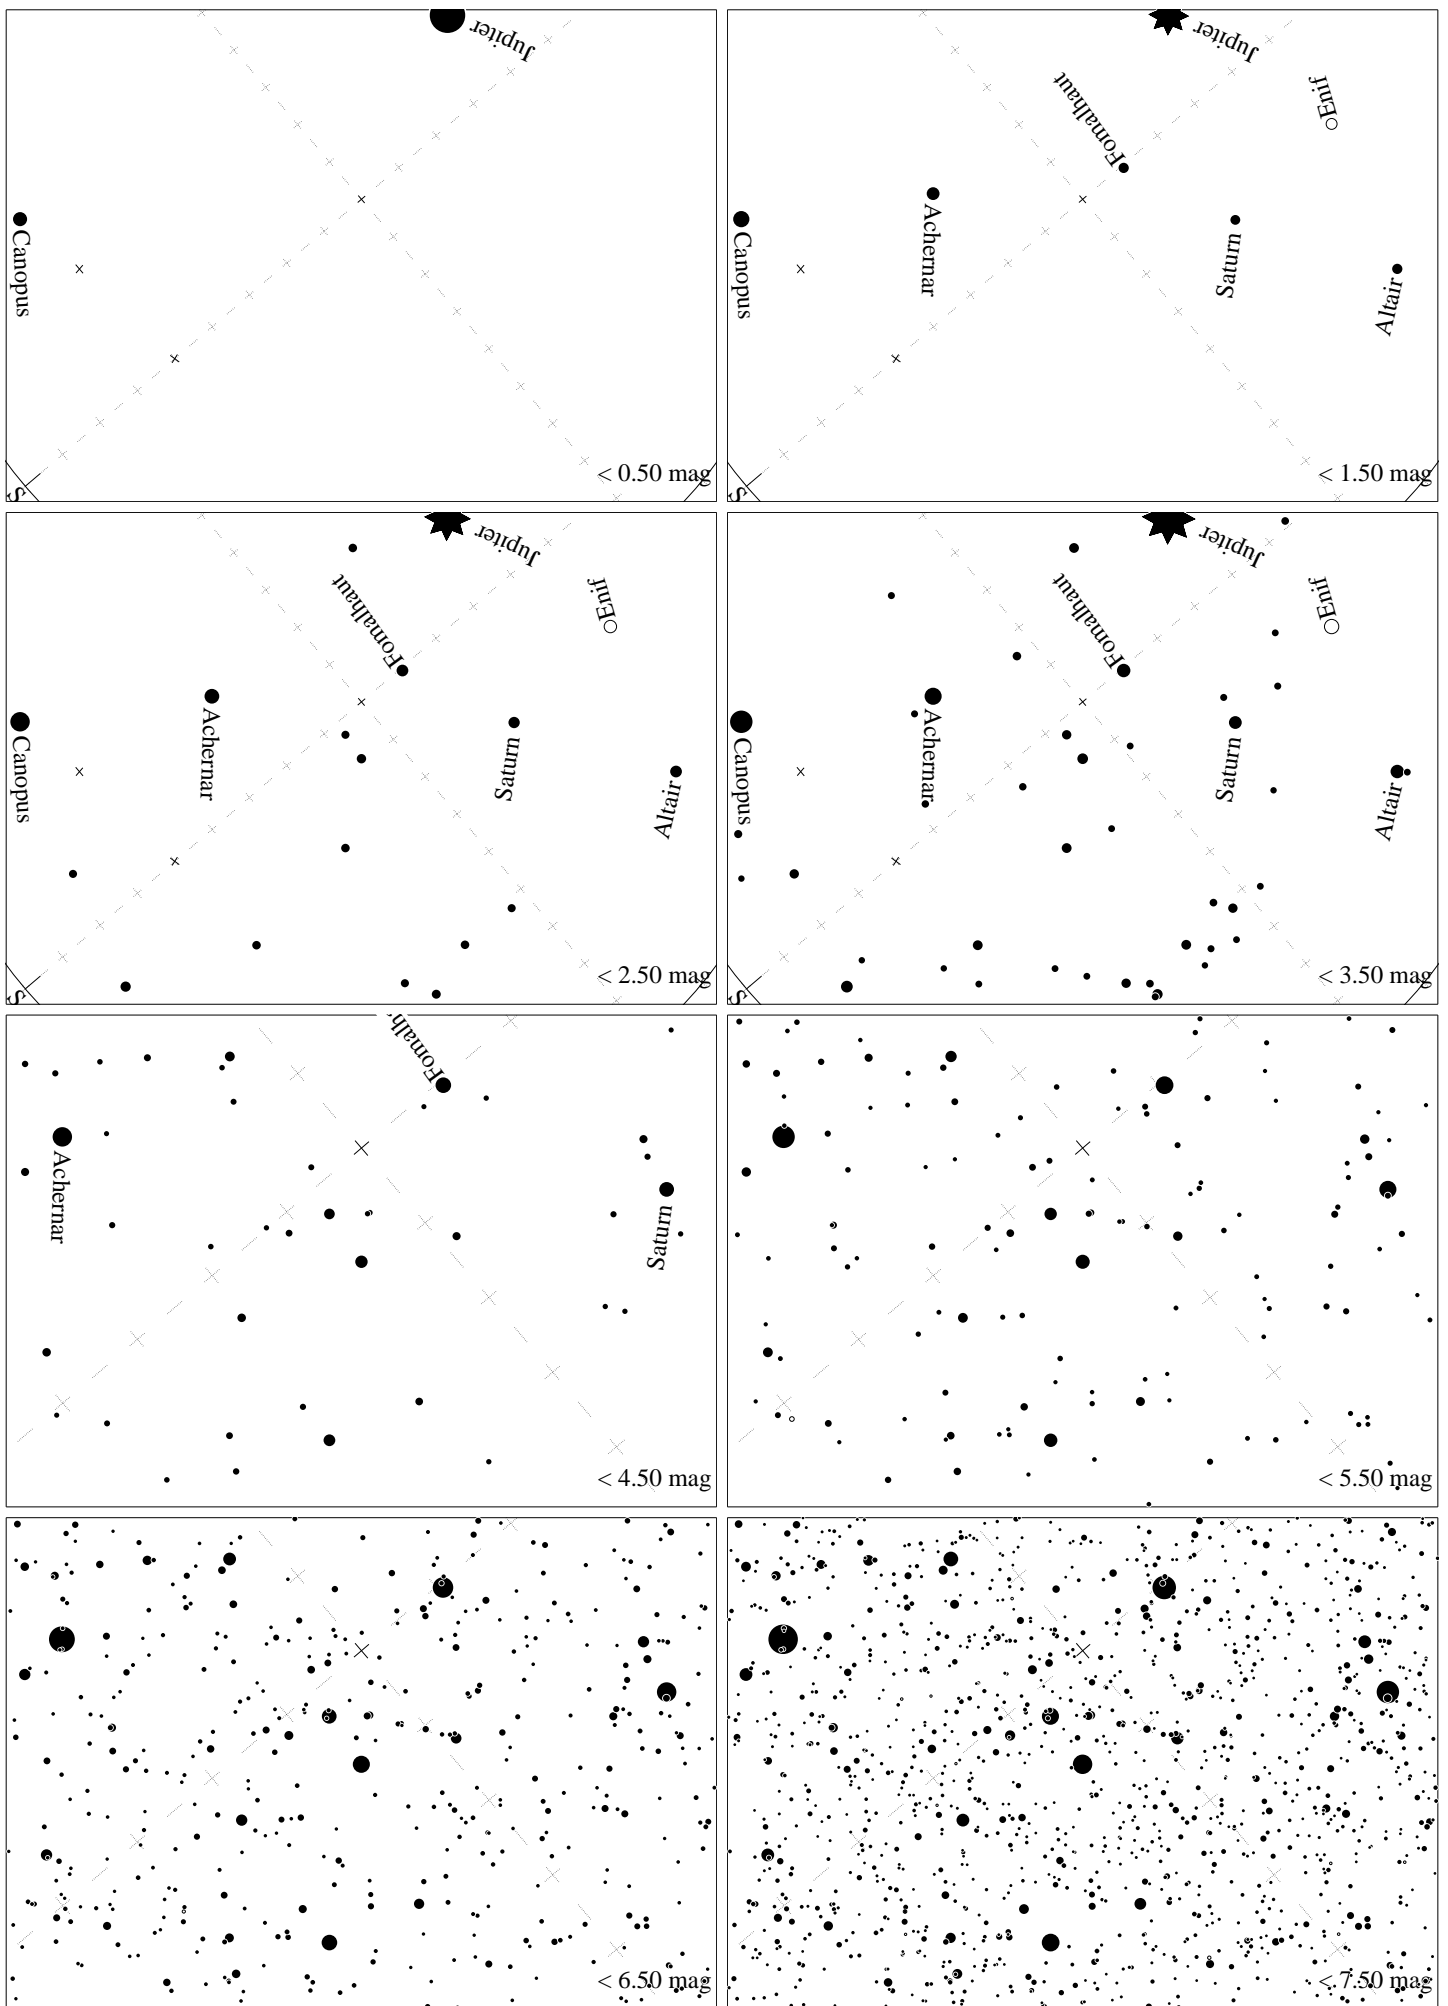 Jupiter
Canopus
S
< 0.50 mag
Jupiter
Fomalhaut
Enif
Achernar
Canopus
Saturn
Altair
S
< 1.50 mag
Jupiter
Fomalhaut
Enif
Achernar
Canopus
Saturn
Altair
S
< 2.50 mag
Jupiter
Fomalhaut
Enif
Achernar
Canopus
Saturn
Altair
S
< 3.50 mag
Fomalh
Achernar
Saturn
< 4.50 mag
< 5.50 mag
< 6.50 mag
< 7.50 mag